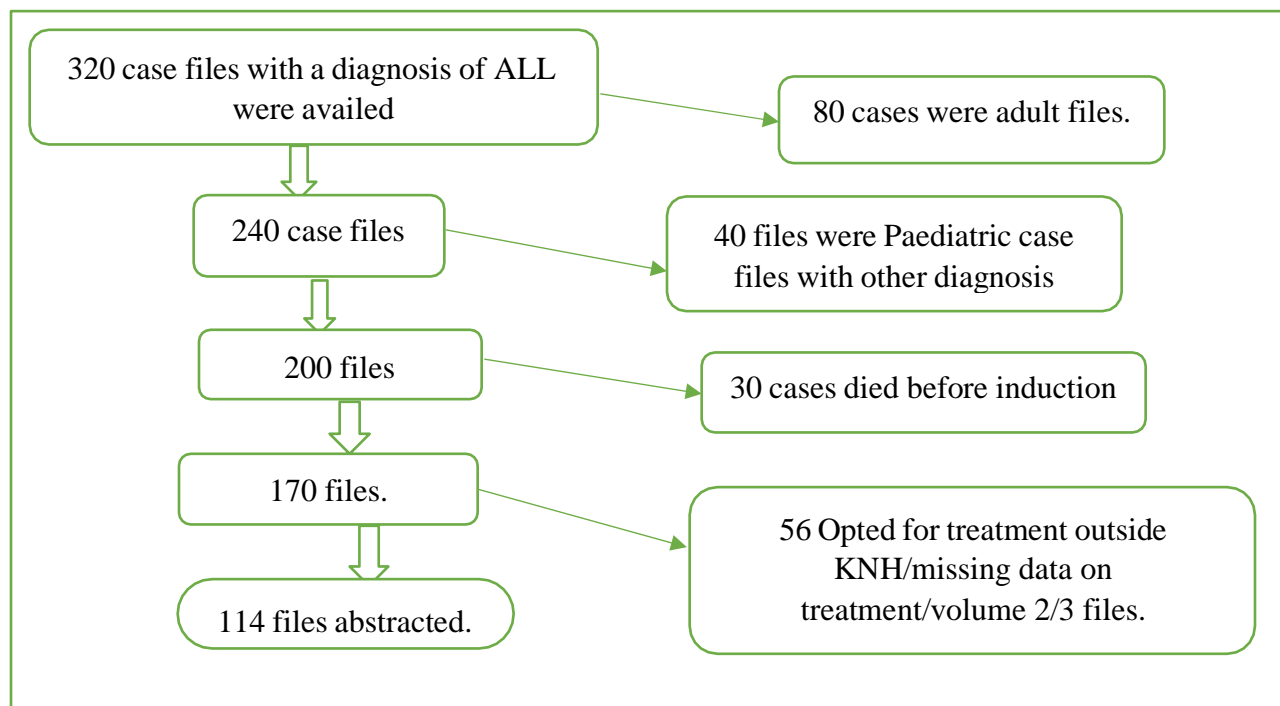 320 case files with a diagnosis of ALL
were availed
80 cases were adult files.
240 case files
40 files were Paediatric case
files with other diagnosis
200 files
30 cases died before induction
170 files.
56 Opted for treatment outside
KNH/missing data on
treatment/volume 2/3 files.
114 files abstracted.